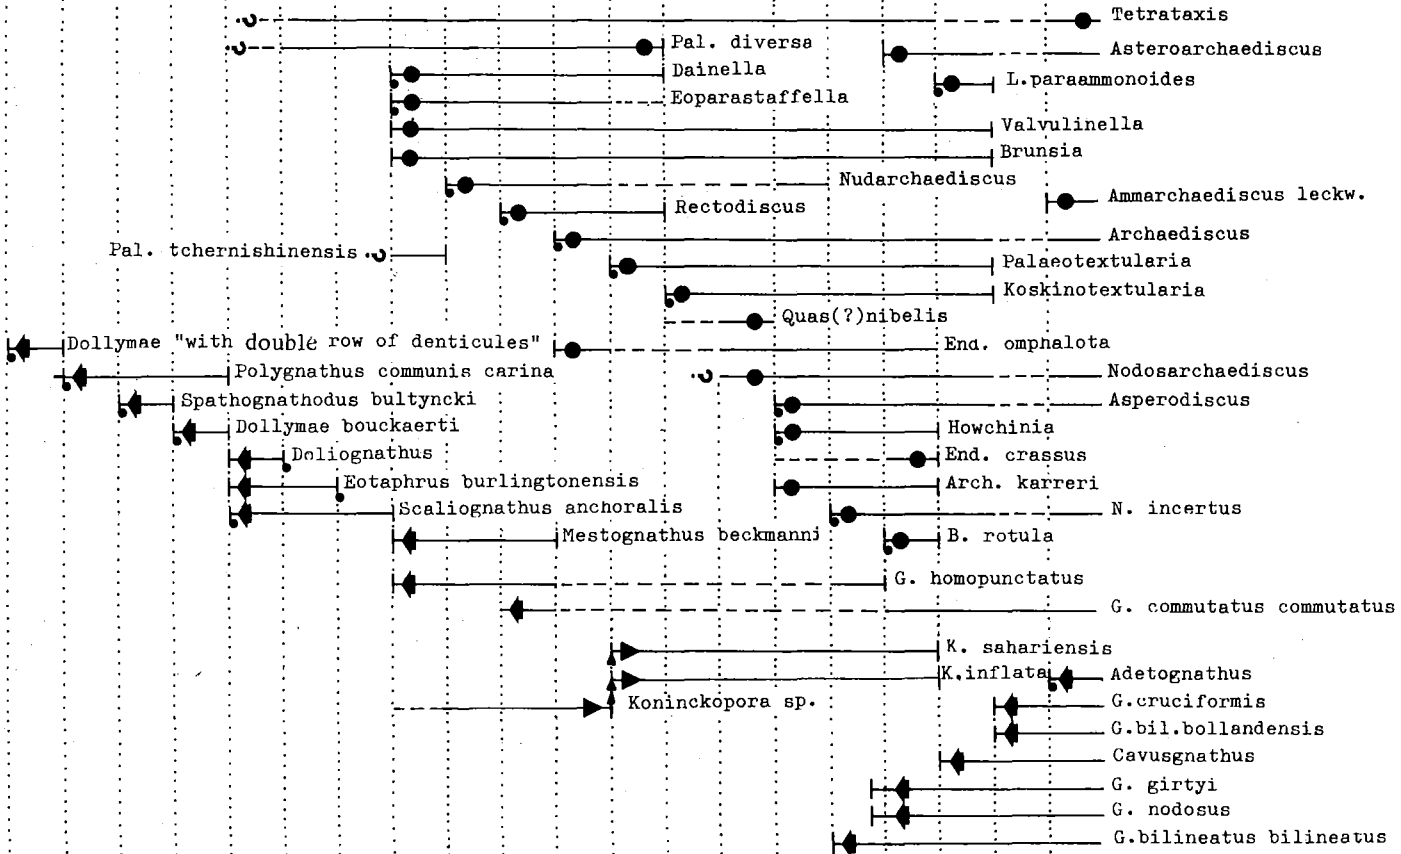 Tetrataxis
Pal. diversa
Asteroarchaediscus
Dainella
L.paraammonoides
Eoparastaffella
Valvulinella
Brunsia
Nudarchaediscus
Ammarchaediscus leckw.
Rectodiscus
Archaediscus
Pal. tchernishinensis
Palaeotextularia
Koskinotextularia
Quas(?)nibelis
Dollymae "with double row of denticules"
End. omphalota
Polygnathus communis carina
Nodosarchaediscus
Spathognathodus bultyncki
Asperodiscus
Dollymae bouckaerti
Howchinia
Doliognathus
End. crassus
Eotaphrus burlingtonensis
Arch. karreri
Scaliognathus anchoralis
N. incertus
Mestognathus beckmanni
B. rotula
G. homopunctatus
G. commutatus commutatus
K. sahariensis
K.inflata
Adetognathus
Koninckopora sp.
G.cruciformis
G.bil.bollandensis
Cavusgnathus
G. girtyi
G. nodosus
G.bilineatus bilineatus